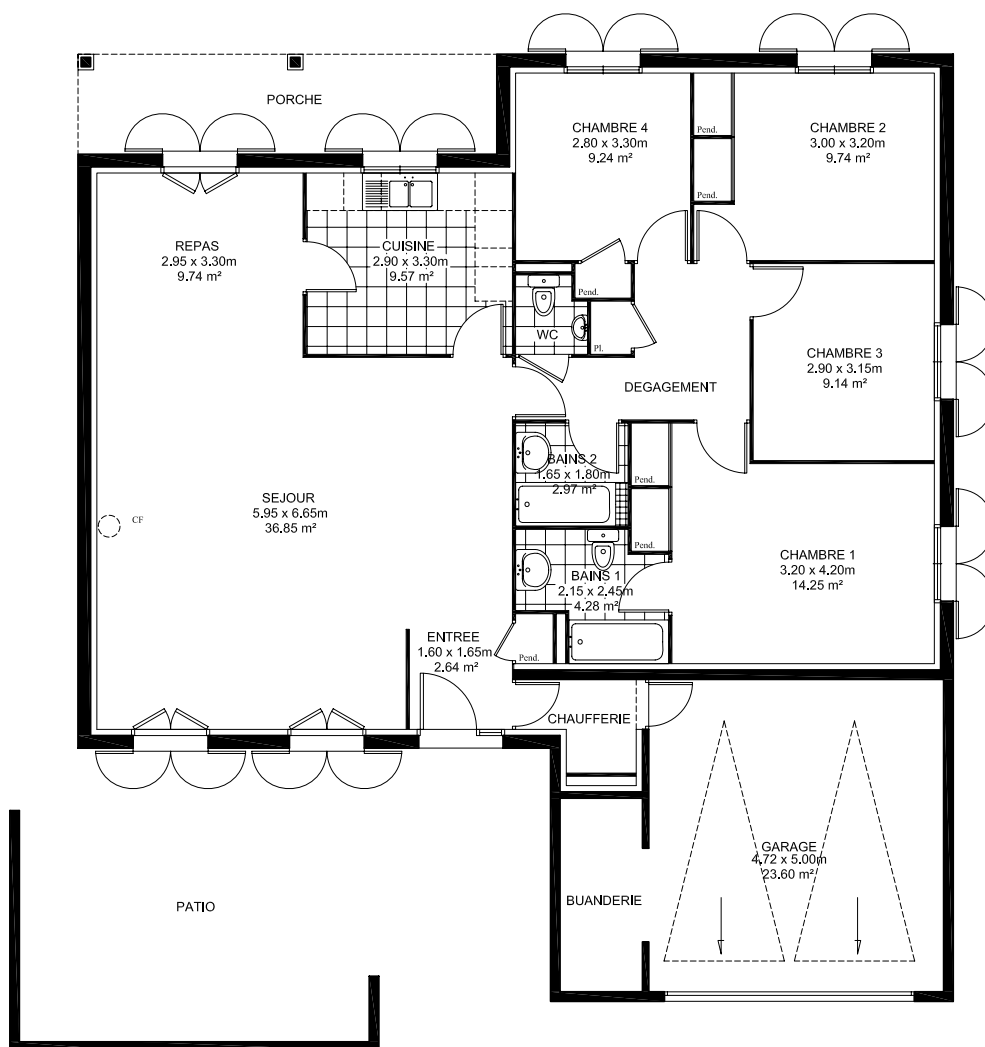 PORCHE
CHAMBRE 4
2.80 x 3.30m
9.24 m²
Pend.
Pend.
CHAMBRE 2
3.00 x 3.20m
9.74 m²
REPAS
2.95 x 3.30m
9.74 m²
CUISINE
2.90 x 3.30m
9.57 m²
Pend.
WC
Pl.
CHAMBRE 3
2.90 x 3.15m
9.14 m²
DEGAGEMENT
BAINS 2
1.65 x 1.80m
2.97 m²
Pend.
SEJOUR
5.95 x 6.65m
36.85 m²
CF
Pend.
CHAMBRE 1
3.20 x 4.20m
14.25 m²
BAINS 1
2.15 x 2.45m
4.28 m²
ENTREE
1.60 x 1.65m
2.64 m²
Pend.
CHAUFFERIE
GARAGE
4.72 x 5.00m
23.60 m²
BUANDERIE
PATIO